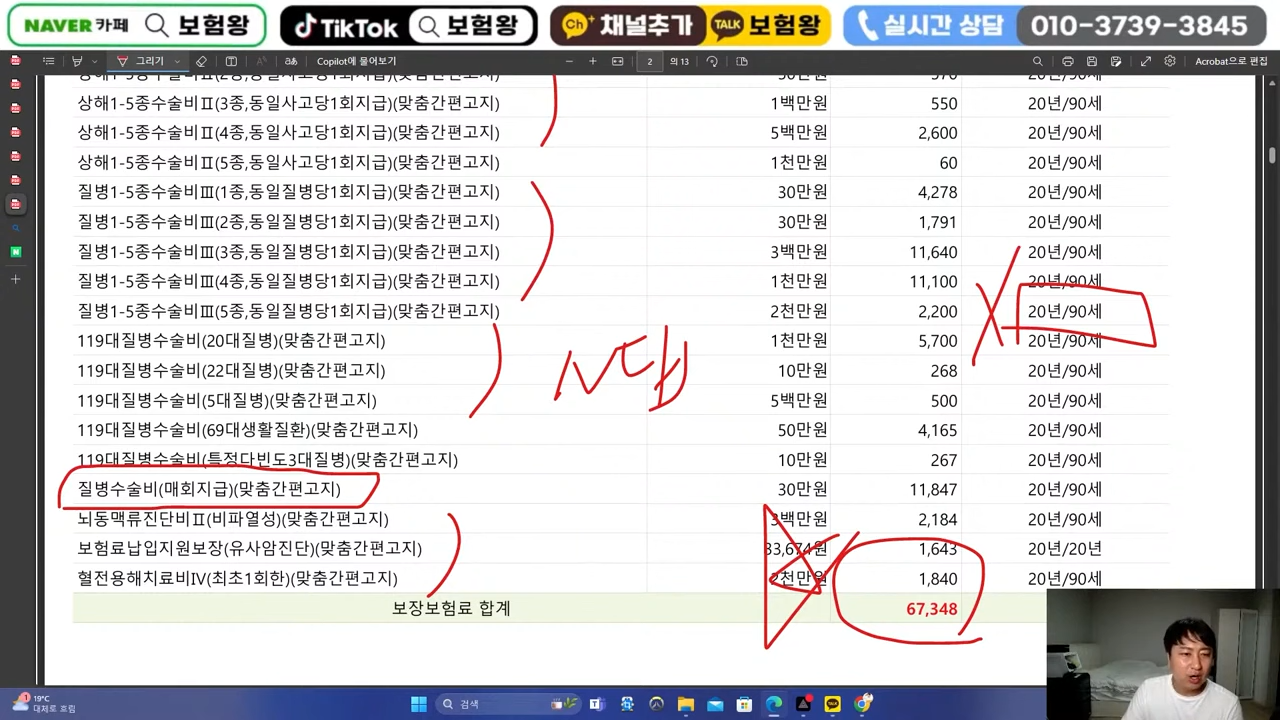 NAVER 카페 보험왕 TikTok 보험왕 Ch+ 채널추가 TALK 보험왕 실시간 상담 010-3739-3845
그리기 Copilot에 물어보기 2 의 13 Acrobat으로 편집
상해1-5종수술비Ⅱ(2종,동일사고당1회지급)(맞춤간편고지) 20년/90세
상해1-5종수술비Ⅱ(3종,동일사고당1회지급)(맞춤간편고지) 1백만원 550 20년/90세
상해1-5종수술비Ⅱ(4종,동일사고당1회지급)(맞춤간편고지) 5백만원 2,600 20년/90세
상해1-5종수술비Ⅱ(5종,동일사고당1회지급)(맞춤간편고지) 1천만원 60 20년/90세
질병1-5종수술비Ⅲ(1종,동일질병당1회지급)(맞춤간편고지) 30만원 4,278 20년/90세
질병1-5종수술비Ⅲ(2종,동일질병당1회지급)(맞춤간편고지) 30만원 1,791 20년/90세
질병1-5종수술비Ⅲ(3종,동일질병당1회지급)(맞춤간편고지) 3백만원 11,640 20년/90세
질병1-5종수술비Ⅲ(4종,동일질병당1회지급)(맞춤간편고지) 1천만원 11,100 20년/90세
질병1-5종수술비Ⅲ(5종,동일질병당1회지급)(맞춤간편고지) 2천만원 2,200 20년/90세
119대질병수술비(20대질병)(맞춤간편고지) 1천만원 5,700 20년/90세
119대질병수술비(22대질병)(맞춤간편고지) 10만원 268 20년/90세
119대질병수술비(5대질병)(맞춤간편고지) 5백만원 500 20년/90세
119대질병수술비(69대생활질환)(맞춤간편고지) 50만원 4,165 20년/90세
119대질병수술비(특정다빈도3대질병)(맞춤간편고지) 10만원 267 20년/90세
질병수술비(매회지급)(맞춤간편고지) 30만원 11,847 20년/90세
뇌동맥류진단비Ⅱ(비파열성)(맞춤간편고지) 3백만원 2,184 20년/90세
보험료납입지원보장(유사암진단)(맞춤간편고지) 33,674원 1,643 20년/20년
혈전용해치료비Ⅳ(최초1회한)(맞춤간편고지) 2천만원 1,840 20년/90세
보장보험료 합계 67,348
19°C
대체로 흐림
검색